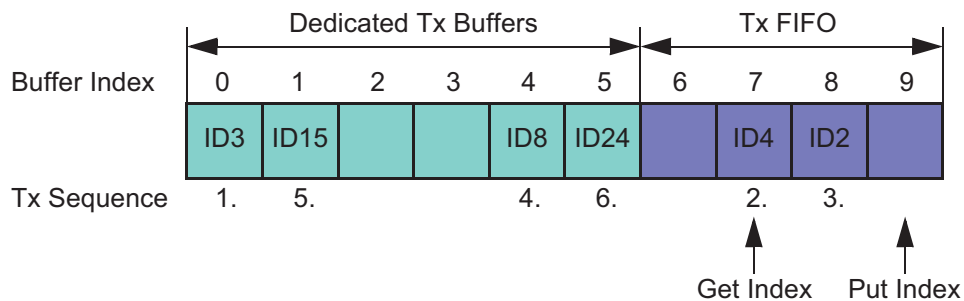 Dedicated Tx Buffers Tx FIFO
Buffer Index 0 1 2 3 4 5 6 7 8 9
ID3 ID15 ID8 ID24 ID4 ID2
Tx Sequence 1. 5. 4. 6. 2. 3.
Get Index Put Index